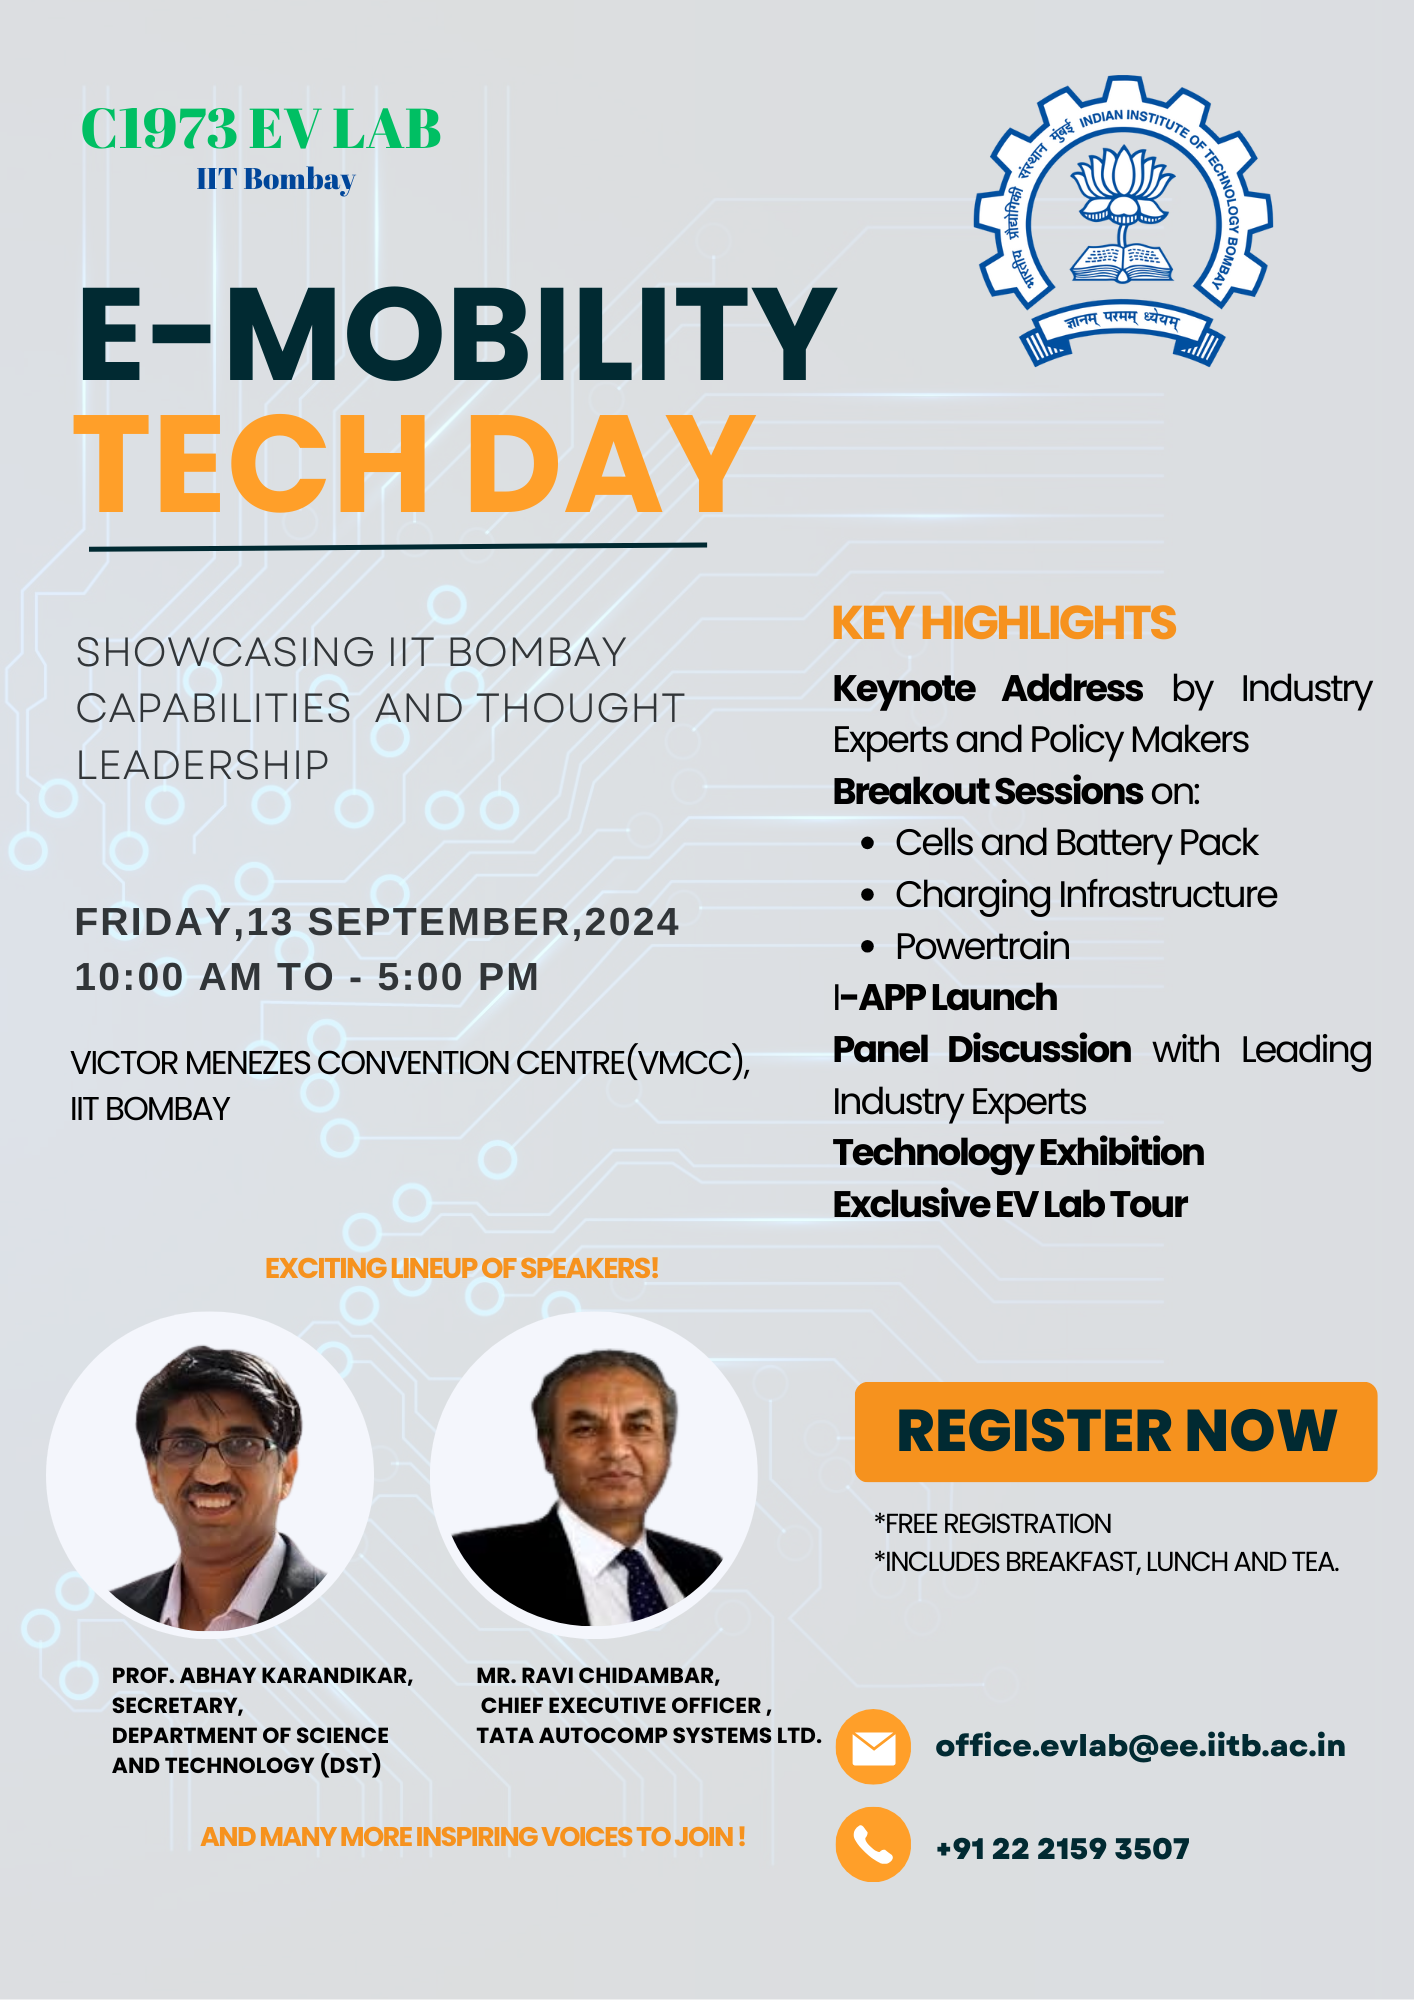 C1973 EV LAB
IIT Bombay
भारतीय प्रौद्योगिकी संस्थान मुंबई INDIAN INSTITUTE OF TECHNOLOGY BOMBAY
ज्ञानम् परमम् ध्येयम्
E-MOBILITY
TECH DAY
SHOWCASING IIT BOMBAY
CAPABILITIES AND THOUGHT
LEADERSHIP
FRIDAY,13 SEPTEMBER,2024
10:00 AM TO - 5:00 PM
VICTOR MENEZES CONVENTION CENTRE(VMCC),
IIT BOMBAY
KEY HIGHLIGHTS
Keynote Address by Industry
Experts and Policy Makers
Breakout Sessions on:
• Cells and Battery Pack
• Charging Infrastructure
• Powertrain
I-APP Launch
Panel Discussion with Leading
Industry Experts
Technology Exhibition
Exclusive EV Lab Tour
EXCITING LINEUP OF SPEAKERS!
PROF. ABHAY KARANDIKAR,
SECRETARY,
DEPARTMENT OF SCIENCE
AND TECHNOLOGY (DST)
MR. RAVI CHIDAMBAR,
CHIEF EXECUTIVE OFFICER ,
TATA AUTOCOMP SYSTEMS LTD.
AND MANY MORE INSPIRING VOICES TO JOIN !
REGISTER NOW
*FREE REGISTRATION
*INCLUDES BREAKFAST, LUNCH AND TEA.
office.evlab@ee.iitb.ac.in
+91 22 2159 3507